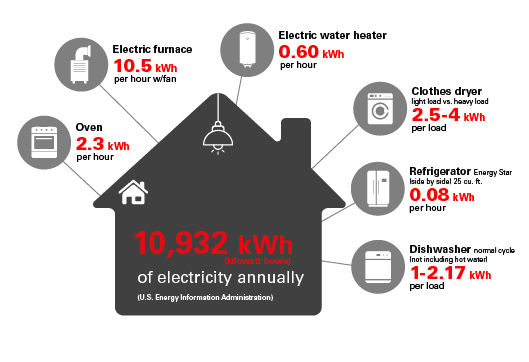 Electric furnace
10.5 kWh
per hour w/fan
Electric water heater
0.60 kWh
per hour
Clothes dryer
light load vs. heavy load
2.5-4 kWh
per load
Oven
2.3 kWh
per hour
Refrigerator Energy Star
(side by side) 25 cu. ft.
0.08 kWh
per hour
Dishwasher normal cycle
(not including hot water)
1-2.17 kWh
per load
10,932 kWh
(kilowatt hours)
of electricity annually
(U.S. Energy Information Administration)